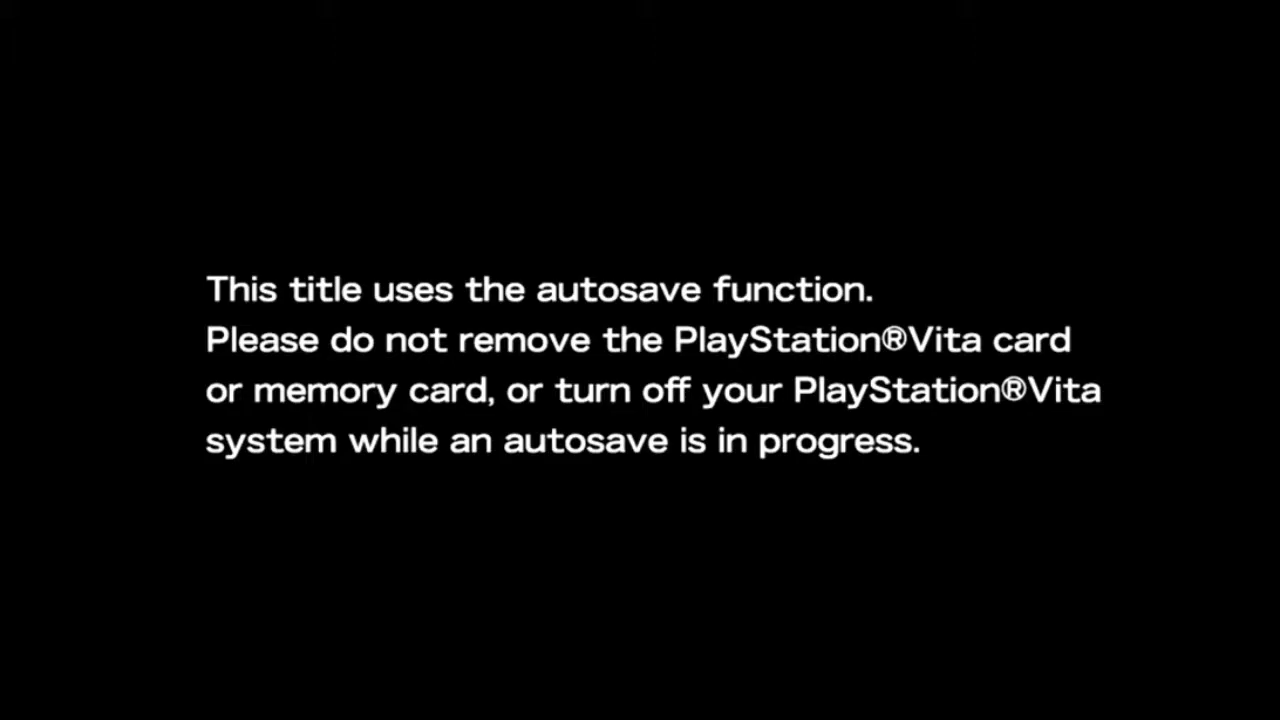 This title uses the autosave function.
Please do not remove the PlayStation®Vita card
or memory card, or turn off your PlayStation®Vita
system while an autosave is in progress.